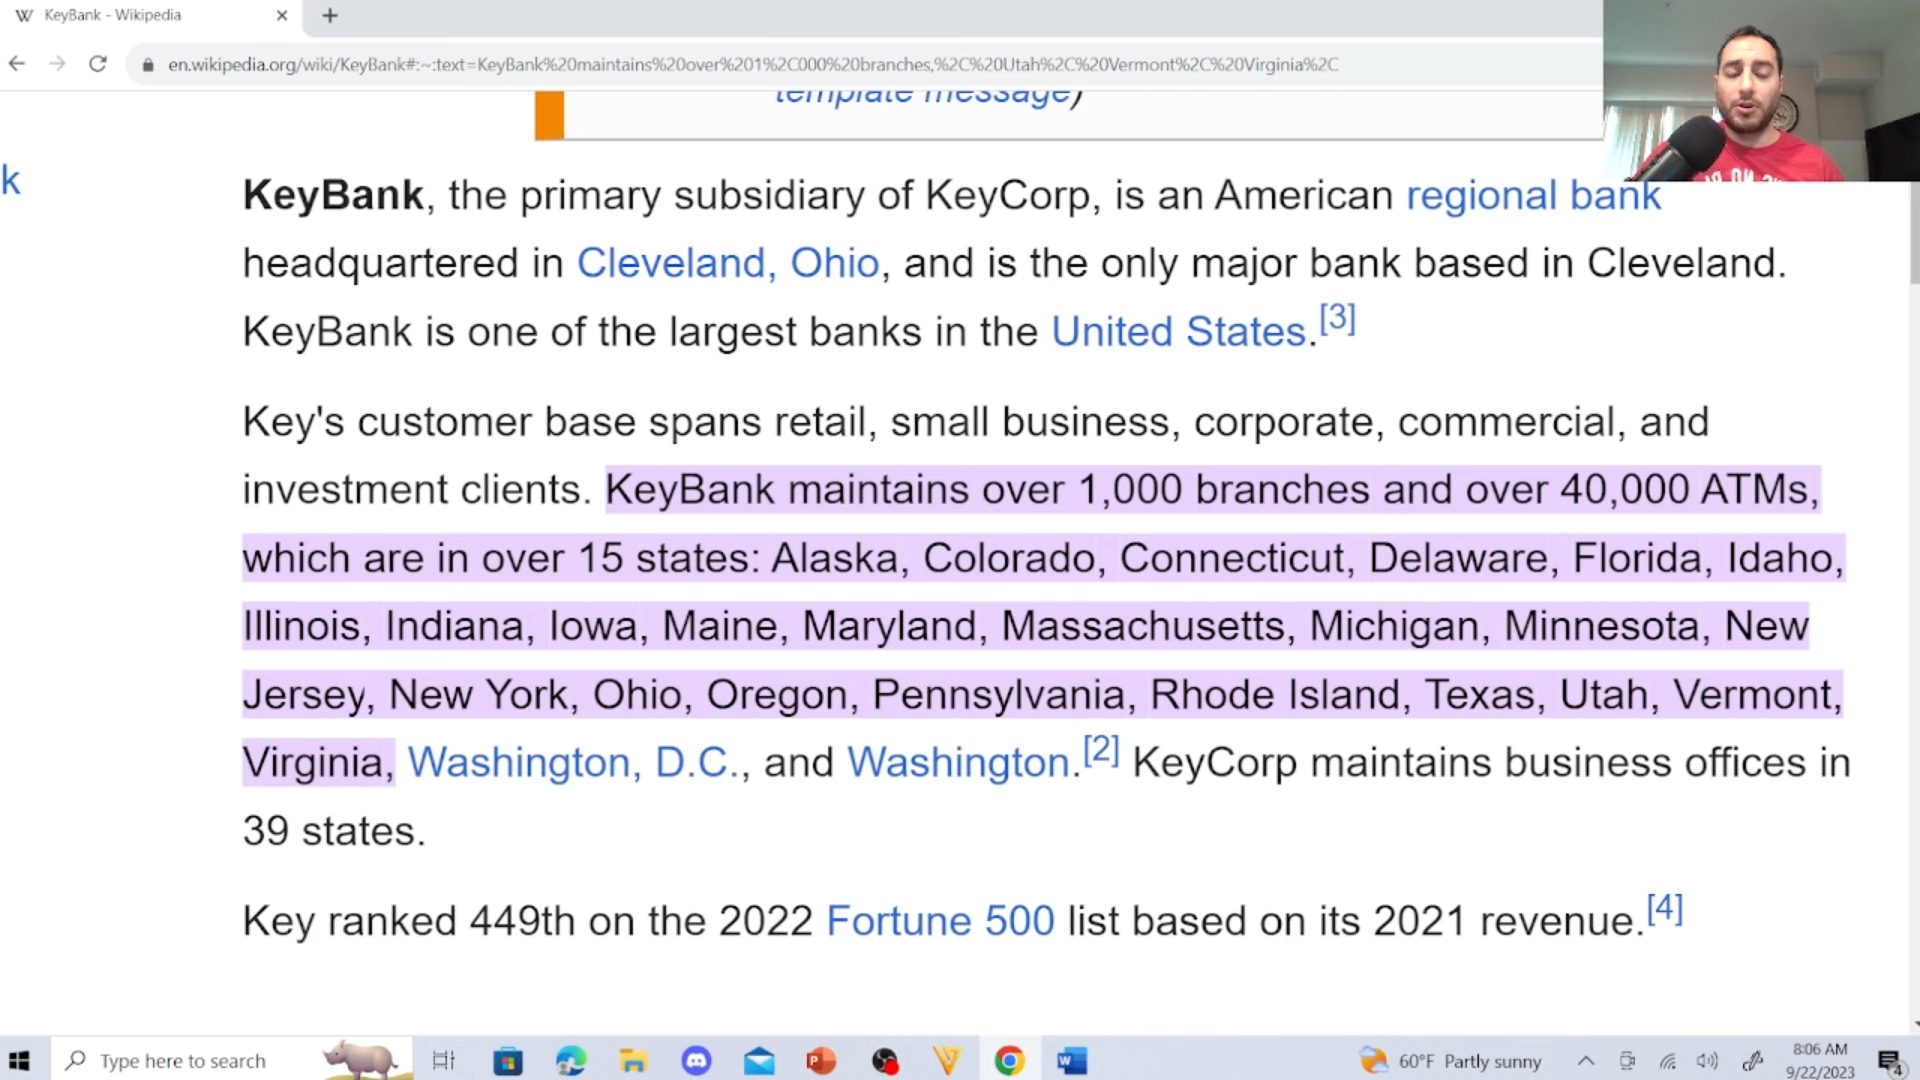 KeyBank - Wikipedia
en.wikipedia.org/wiki/KeyBank#:~:text=KeyBank%20maintains%20over%201%2C000%20branches,%2C%20Utah%2C%20Vermont%2C%20Virginia%2C
template message)
k
KeyBank, the primary subsidiary of KeyCorp, is an American regional bank
headquartered in Cleveland, Ohio, and is the only major bank based in Cleveland.
KeyBank is one of the largest banks in the United States.[3]
Key's customer base spans retail, small business, corporate, commercial, and
investment clients. KeyBank maintains over 1,000 branches and over 40,000 ATMs,
which are in over 15 states: Alaska, Colorado, Connecticut, Delaware, Florida, Idaho,
Illinois, Indiana, Iowa, Maine, Maryland, Massachusetts, Michigan, Minnesota, New
Jersey, New York, Ohio, Oregon, Pennsylvania, Rhode Island, Texas, Utah, Vermont,
Virginia, Washington, D.C., and Washington.[2] KeyCorp maintains business offices in
39 states.
Key ranked 449th on the 2022 Fortune 500 list based on its 2021 revenue.[4]
Type here to search
60°F Partly sunny
8:06 AM
9/22/2023
4